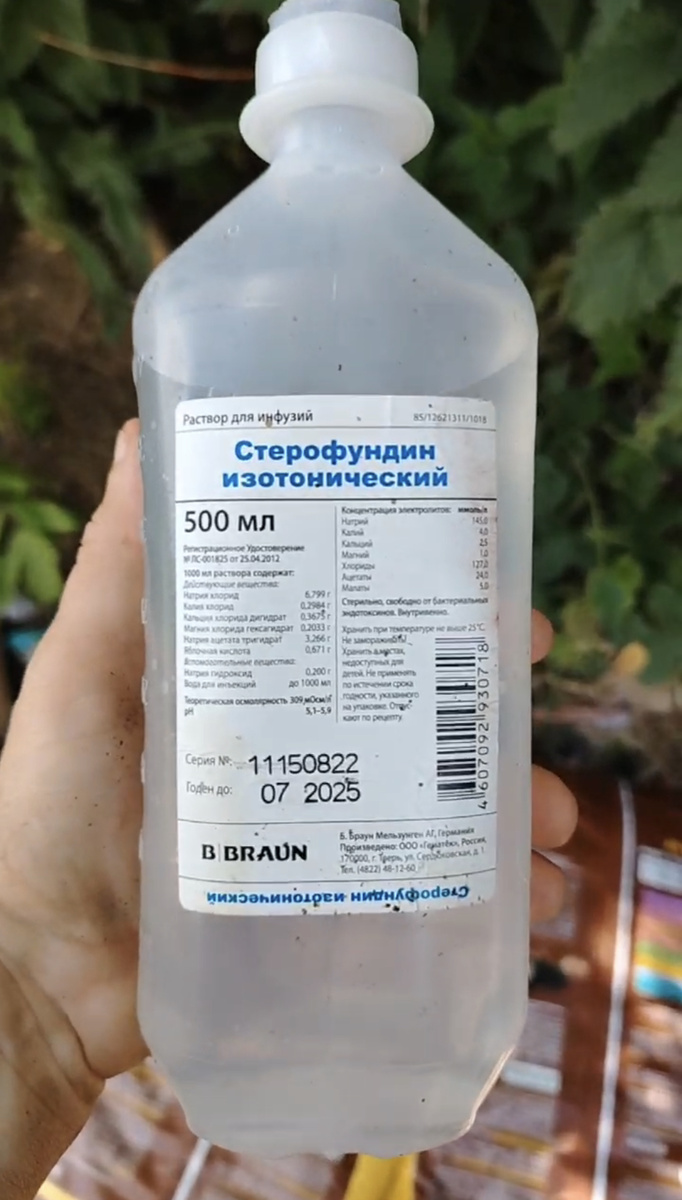 Раствор для инфузий
85/12621311/1018
Стерофундин
изотонический
500 мл
Регистрационное Удостоверение
№ ЛС-001825 от 25.04.2012
1000 мл раствора содержат:
Действующие вещества:
Натрия хлорид 6,799 г
Калия хлорид 0,2984 г
Кальция хлорида дигидрат 0,3675 г
Магния хлорида гексагидрат 0,2033 г
Натрия ацетата тригидрат 3,266 г
Яблочная кислота 0,671 г
Вспомогательные вещества:
Натрия гидроксид 0,200 г
Вода для инъекций до 1000 мл
Теоретическая осмолярность 309 мОсм/л
pH 5,1–5,9
Концентрация электролитов: ммоль/л
Натрий 145,0
Калий 4,0
Кальций 2,5
Магний 1,0
Хлориды 127,0
Ацетаты 24,0
Малаты 5,0
Стерильно, свободно от бактериальных
эндотоксинов. Внутривенно.
Хранить при температуре не выше 25°С.
Не замораживать!
Хранить в местах,
недоступных для
детей. Не применять
по истечении срока
годности, указанного
на упаковке. Отпус-
кают по рецепту.
4 607092 930718
Серия №: 11150822
Годен до: 07 2025
B|BRAUN
Б. Браун Мельзунген АГ, Германия
Произведено: ООО «Гематек», Россия,
170000, г. Тверь, ул. Сердюковская, д. 1.
Тел. (4822) 48-12-60
Стерофундин изотонический